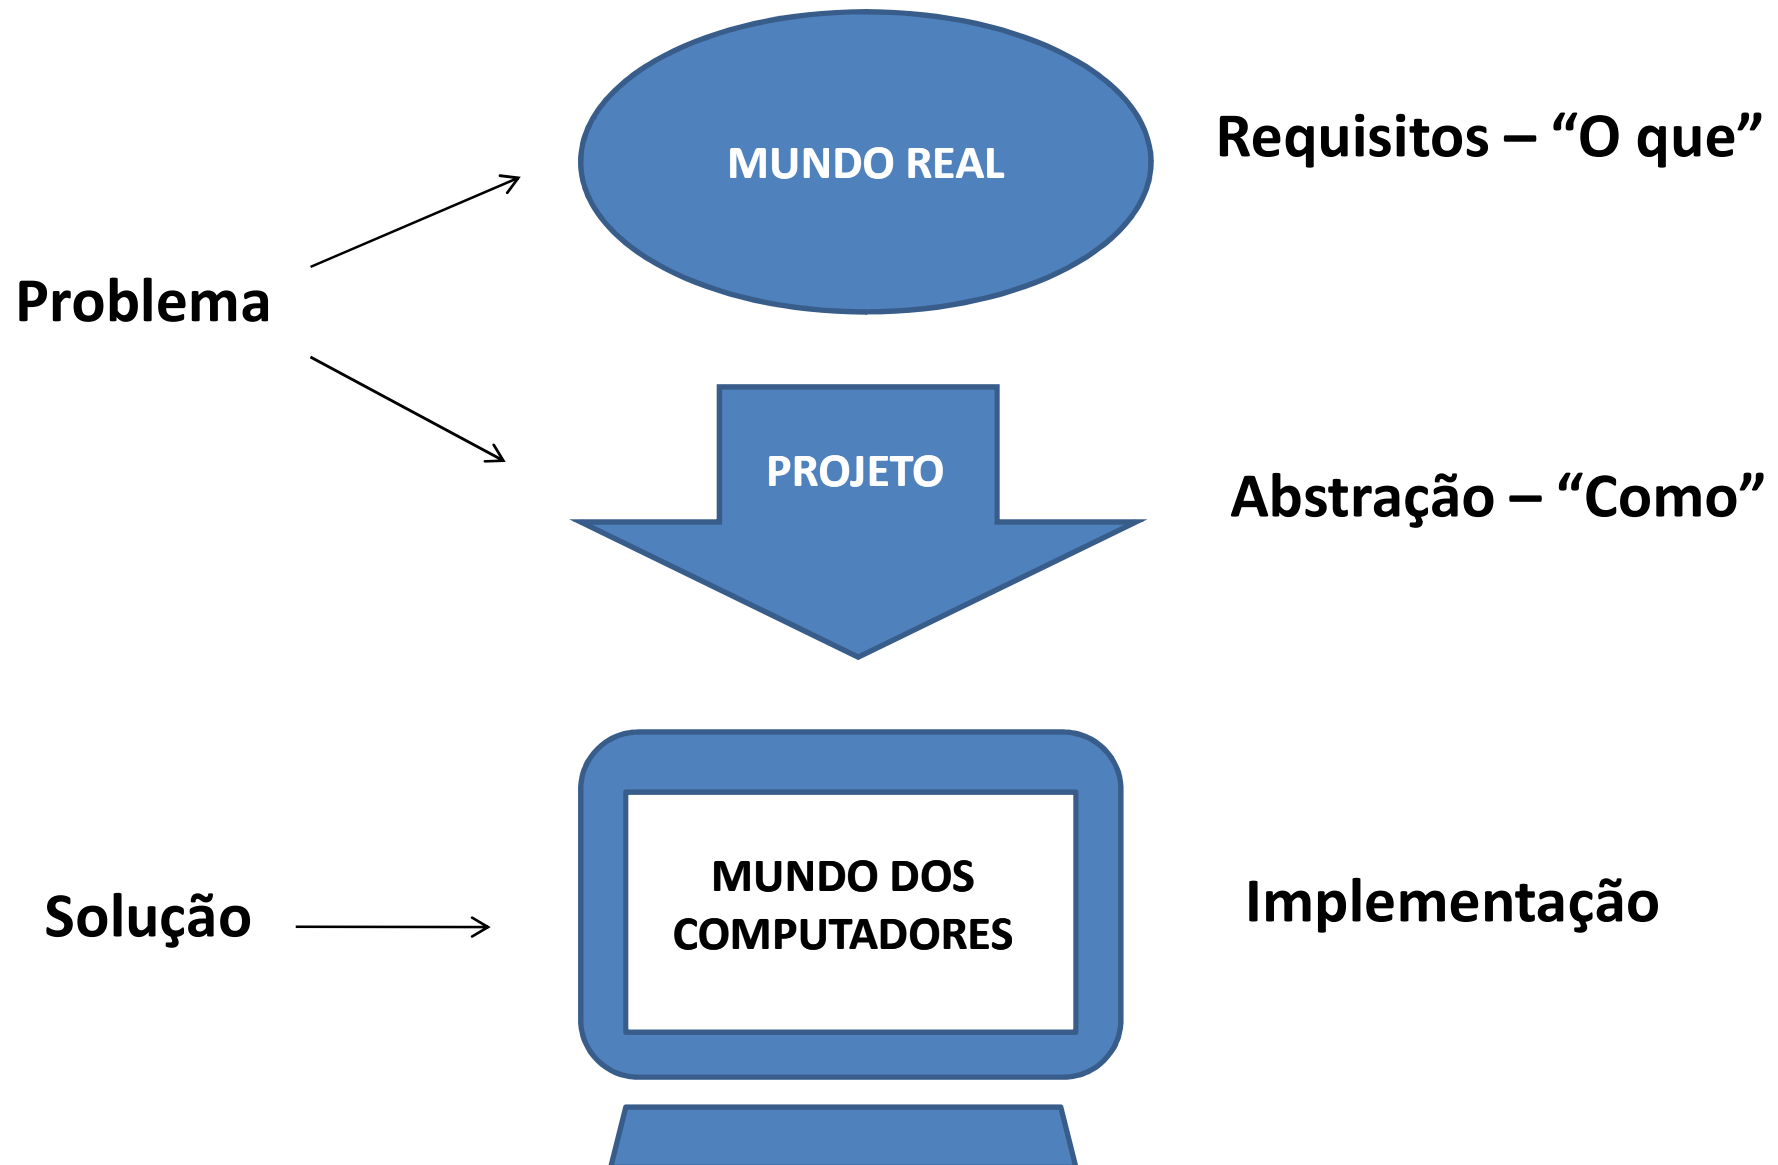 MUNDO REAL
Requisitos – “O que”
Problema
PROJETO
Abstração – “Como”
MUNDO DOS
COMPUTADORES
Solução
Implementação